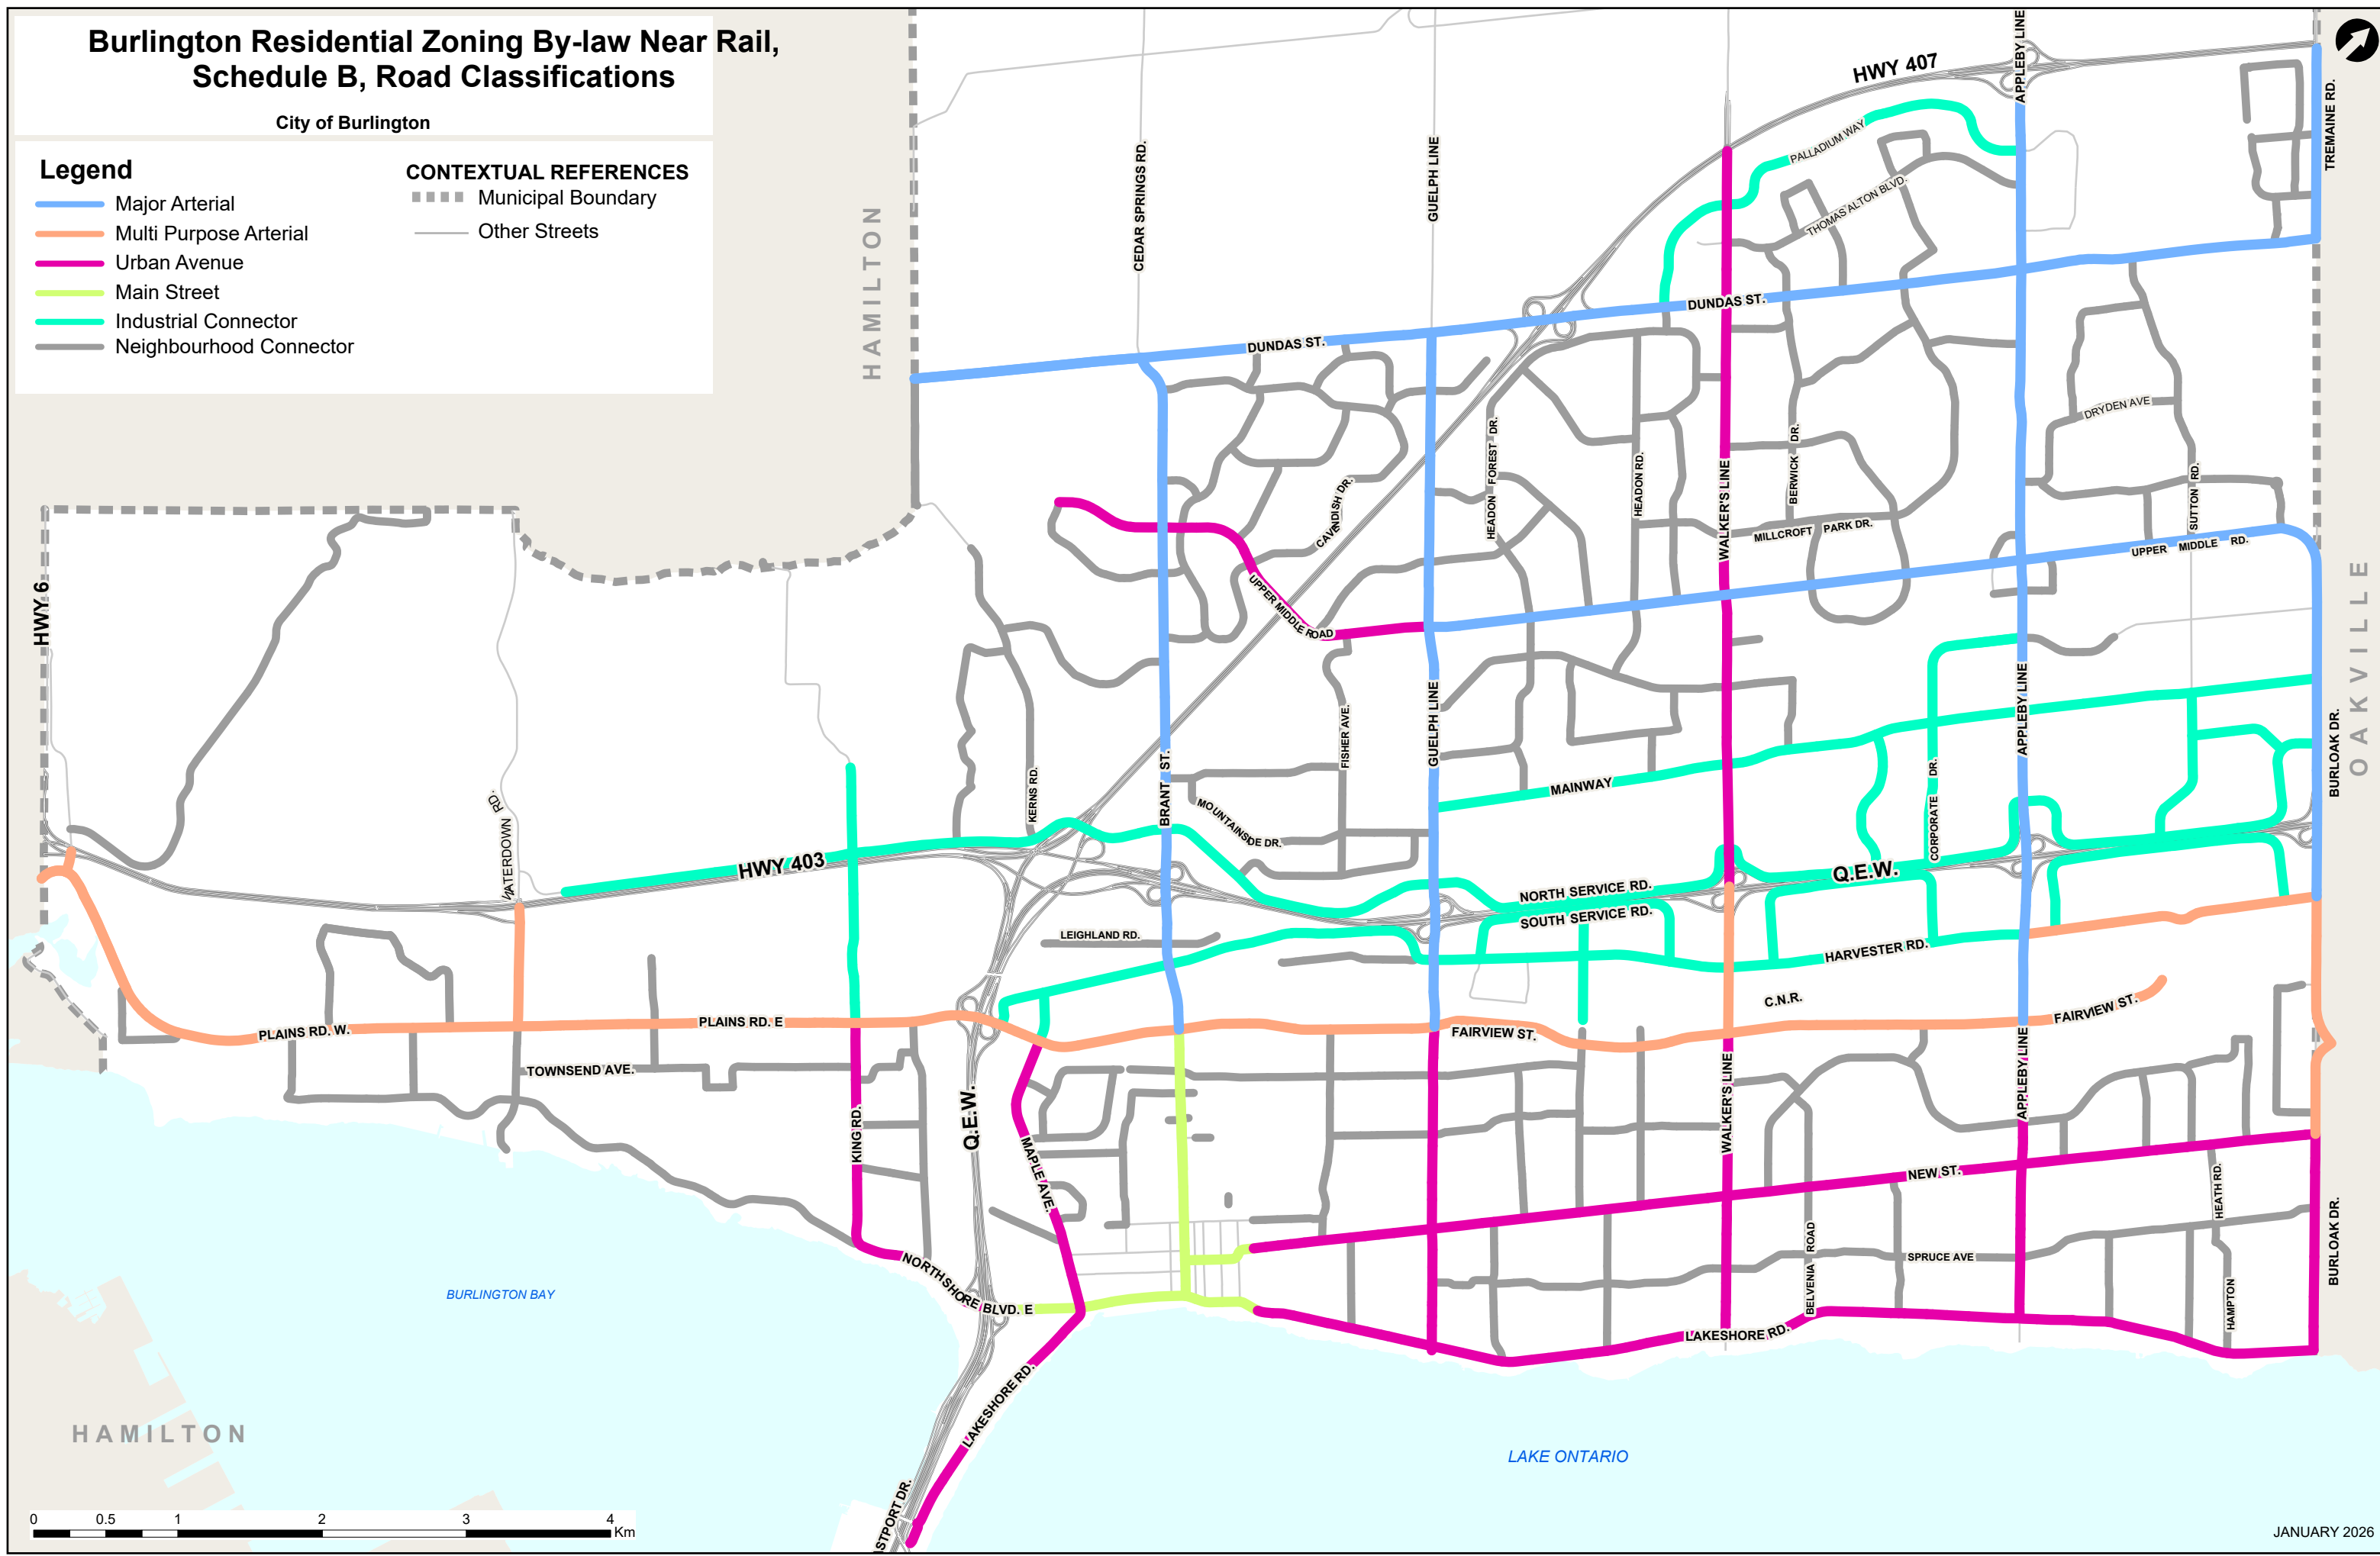 Burlington Residential Zoning By-law Near Rail,
Schedule B, Road Classifications
City of Burlington
Legend
Major Arterial
Multi Purpose Arterial
Urban Avenue
Main Street
Industrial Connector
Neighbourhood Connector
CONTEXTUAL REFERENCES
Municipal Boundary
Other Streets
HAMILTON
CEDAR SPRINGS RD.
GUELPH LINE
HWY 407
APPLEBY LINE
TREMAINE RD.
PALLADIUM WAY
THOMAS ALTON BLVD.
DUNDAS ST.
DUNDAS ST.
DRYDEN AVE
HEADON FOREST DR.
HEADON RD.
WALKER'S LINE
BERWICK DR.
SUTTON RD.
CAVENDISH DR.
MILLCROFT PARK DR.
UPPER MIDDLE RD.
HWY 6
UPPER MIDDLE ROAD
OAKVILLE
FISHER AVE.
GUELPH LINE
APPLEBY LINE
BURLOAK DR.
KERNS RD.
BRANT ST.
MAINWAY
CORPORATE DR.
WATERDOWN RD.
MOUNTAINSIDE DR.
HWY 403
Q.E.W.
NORTH SERVICE RD.
SOUTH SERVICE RD.
LEIGHLAND RD.
HARVESTER RD.
C.N.R.
PLAINS RD. W.
PLAINS RD. E
FAIRVIEW ST.
FAIRVIEW ST.
TOWNSEND AVE.
KING RD.
Q.E.W.
MAPLE AVE.
WALKER'S LINE
APPLEBY LINE
NEW ST.
HEATH RD.
BURLOAK DR.
BELVENIA ROAD
SPRUCE AVE
HAMPTON
NORTH SHORE BLVD. E
LAKESHORE RD.
LAKESHORE RD.
BURLINGTON BAY
HAMILTON
LAKE ONTARIO
STPORT DR.
0 0.5 1 2 3 4
Km
JANUARY 2026